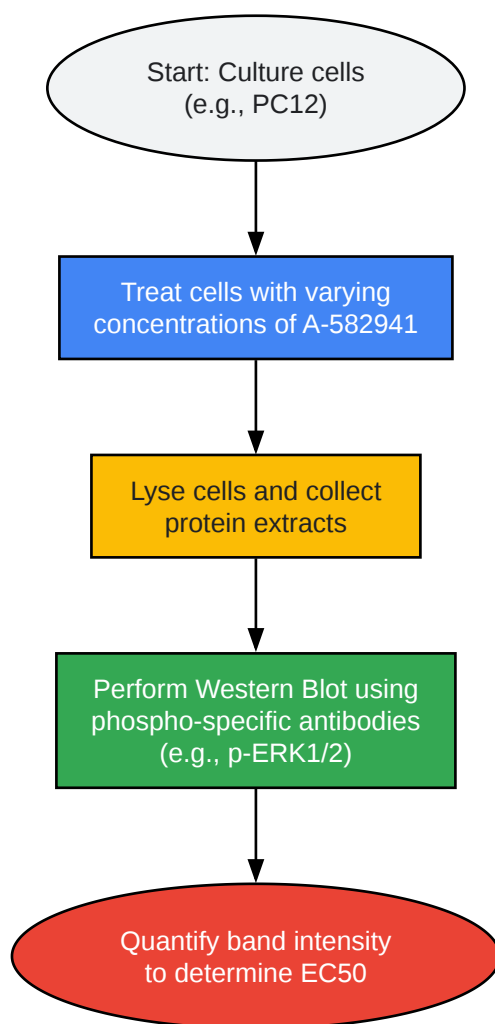 Start: Culture cells
(e.g., PC12)
Treat cells with varying
concentrations of A-582941
Lyse cells and collect
protein extracts
Perform Western Blot using
phospho-specific antibodies
(e.g., p-ERK1/2)
Quantify band intensity
to determine EC50